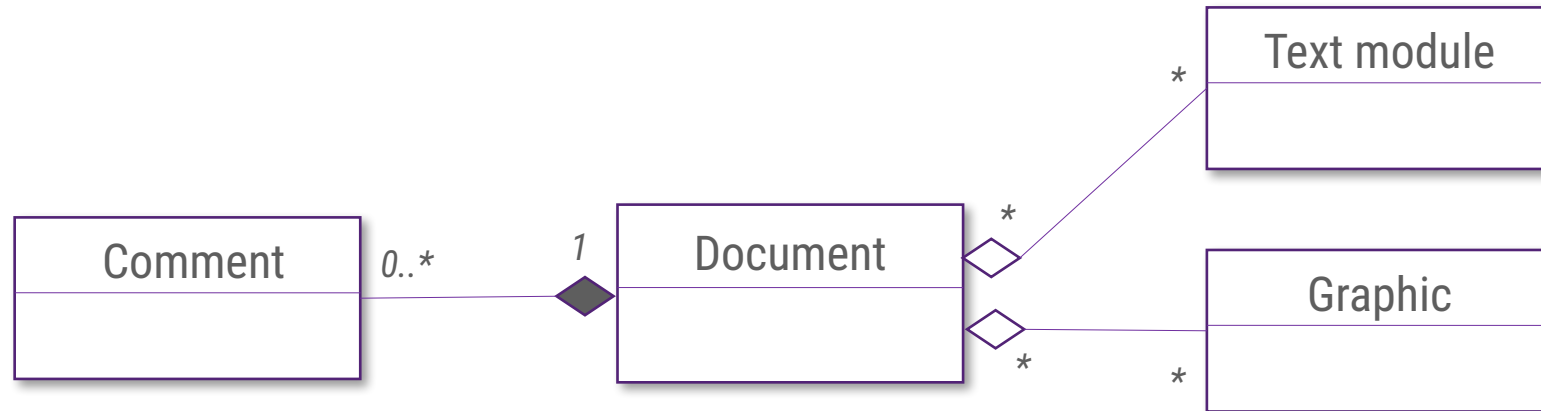 Text module
*
*
Document
1
Comment
0..*
Graphic
*
*